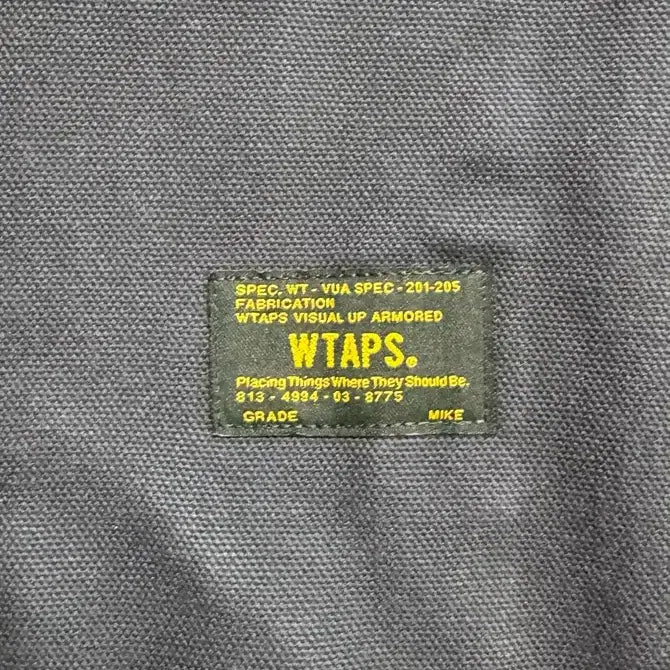 SPEC. WT - VUA SPEC - 201-205
FABRICATION
WTAPS VISUAL UP ARMORED
WTAPS.®
Placing Things Where They Should Be.
813 - 4994 - 03 - 8775
GRADE MIKE